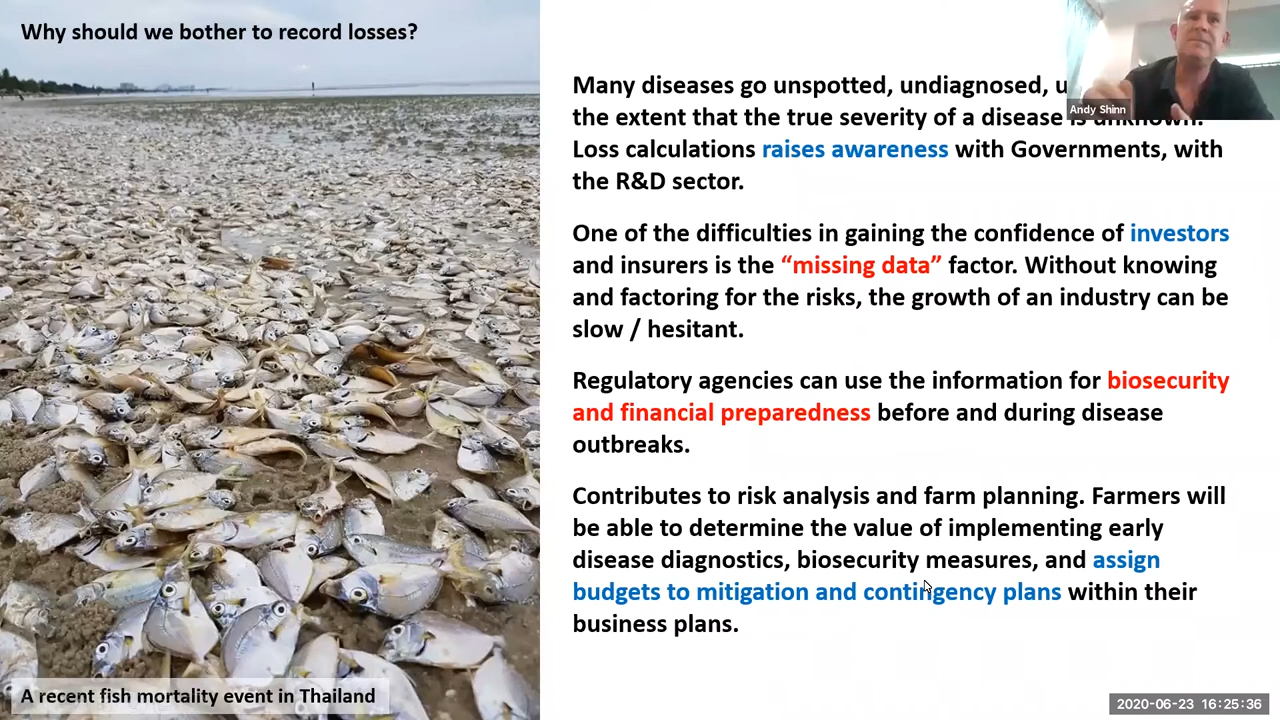 Why should we bother to record losses?
Many diseases go unspotted, undiagnosed, u
the extent that the true severity of a disease is unknown.
Loss calculations raises awareness with Governments, with
the R&D sector.
One of the difficulties in gaining the confidence of investors
and insurers is the “missing data” factor. Without knowing
and factoring for the risks, the growth of an industry can be
slow / hesitant.
Regulatory agencies can use the information for biosecurity
and financial preparedness before and during disease
outbreaks.
Contributes to risk analysis and farm planning. Farmers will
be able to determine the value of implementing early
disease diagnostics, biosecurity measures, and assign
budgets to mitigation and contingency plans within their
business plans.
A recent fish mortality event in Thailand
Andy Shinn
2020-06-23 16:25:36